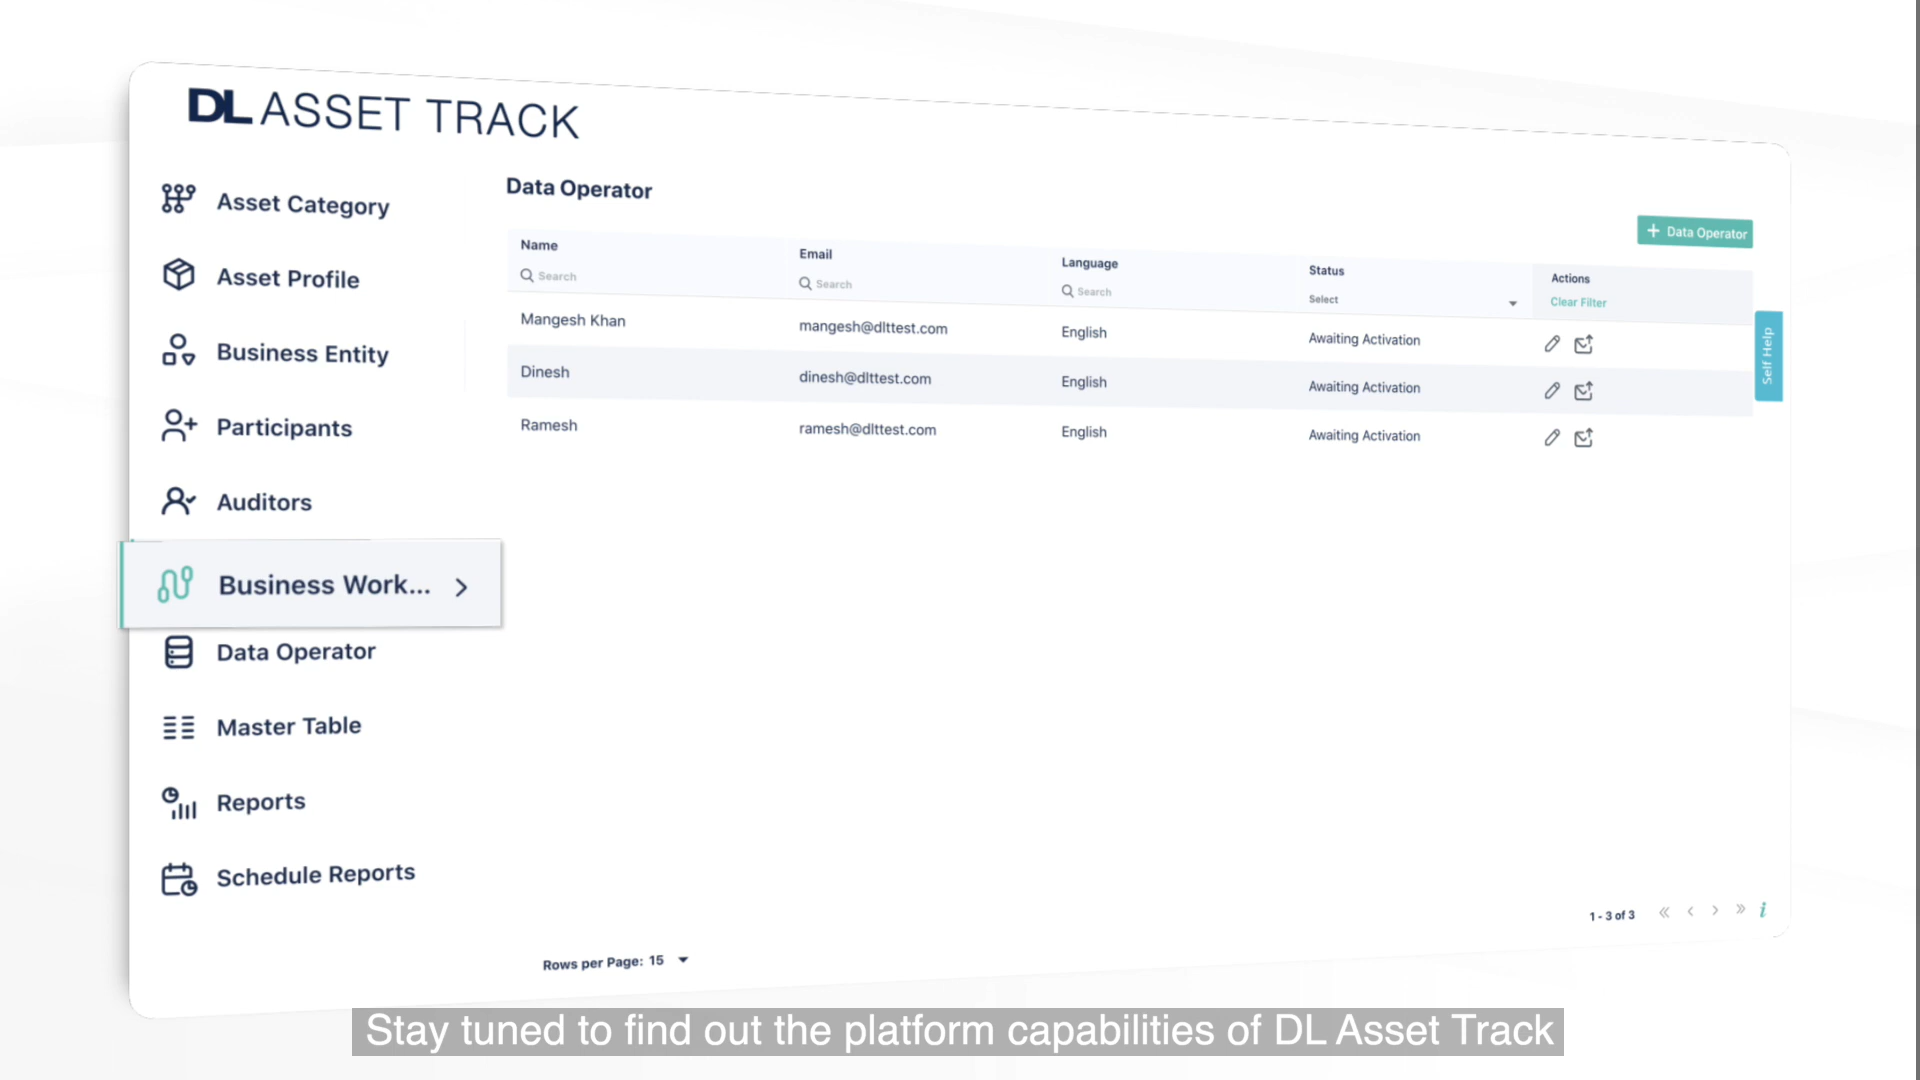 DL ASSET TRACK
Asset Category
Asset Profile
Business Entity
Participants
Auditors
Business Work...
Data Operator
Master Table
Reports
Schedule Reports
Data Operator
+ Data Operator
Name Email Language Status Actions
Search Search Search Select Clear Filter
Mangesh Khan mangesh@dlttest.com English Awaiting Activation
Dinesh dinesh@dlttest.com English Awaiting Activation
Ramesh ramesh@dlttest.com English Awaiting Activation
Self Help
1 - 3 of 3
Rows per Page: 15
Stay tuned to find out the platform capabilities of DL Asset Track